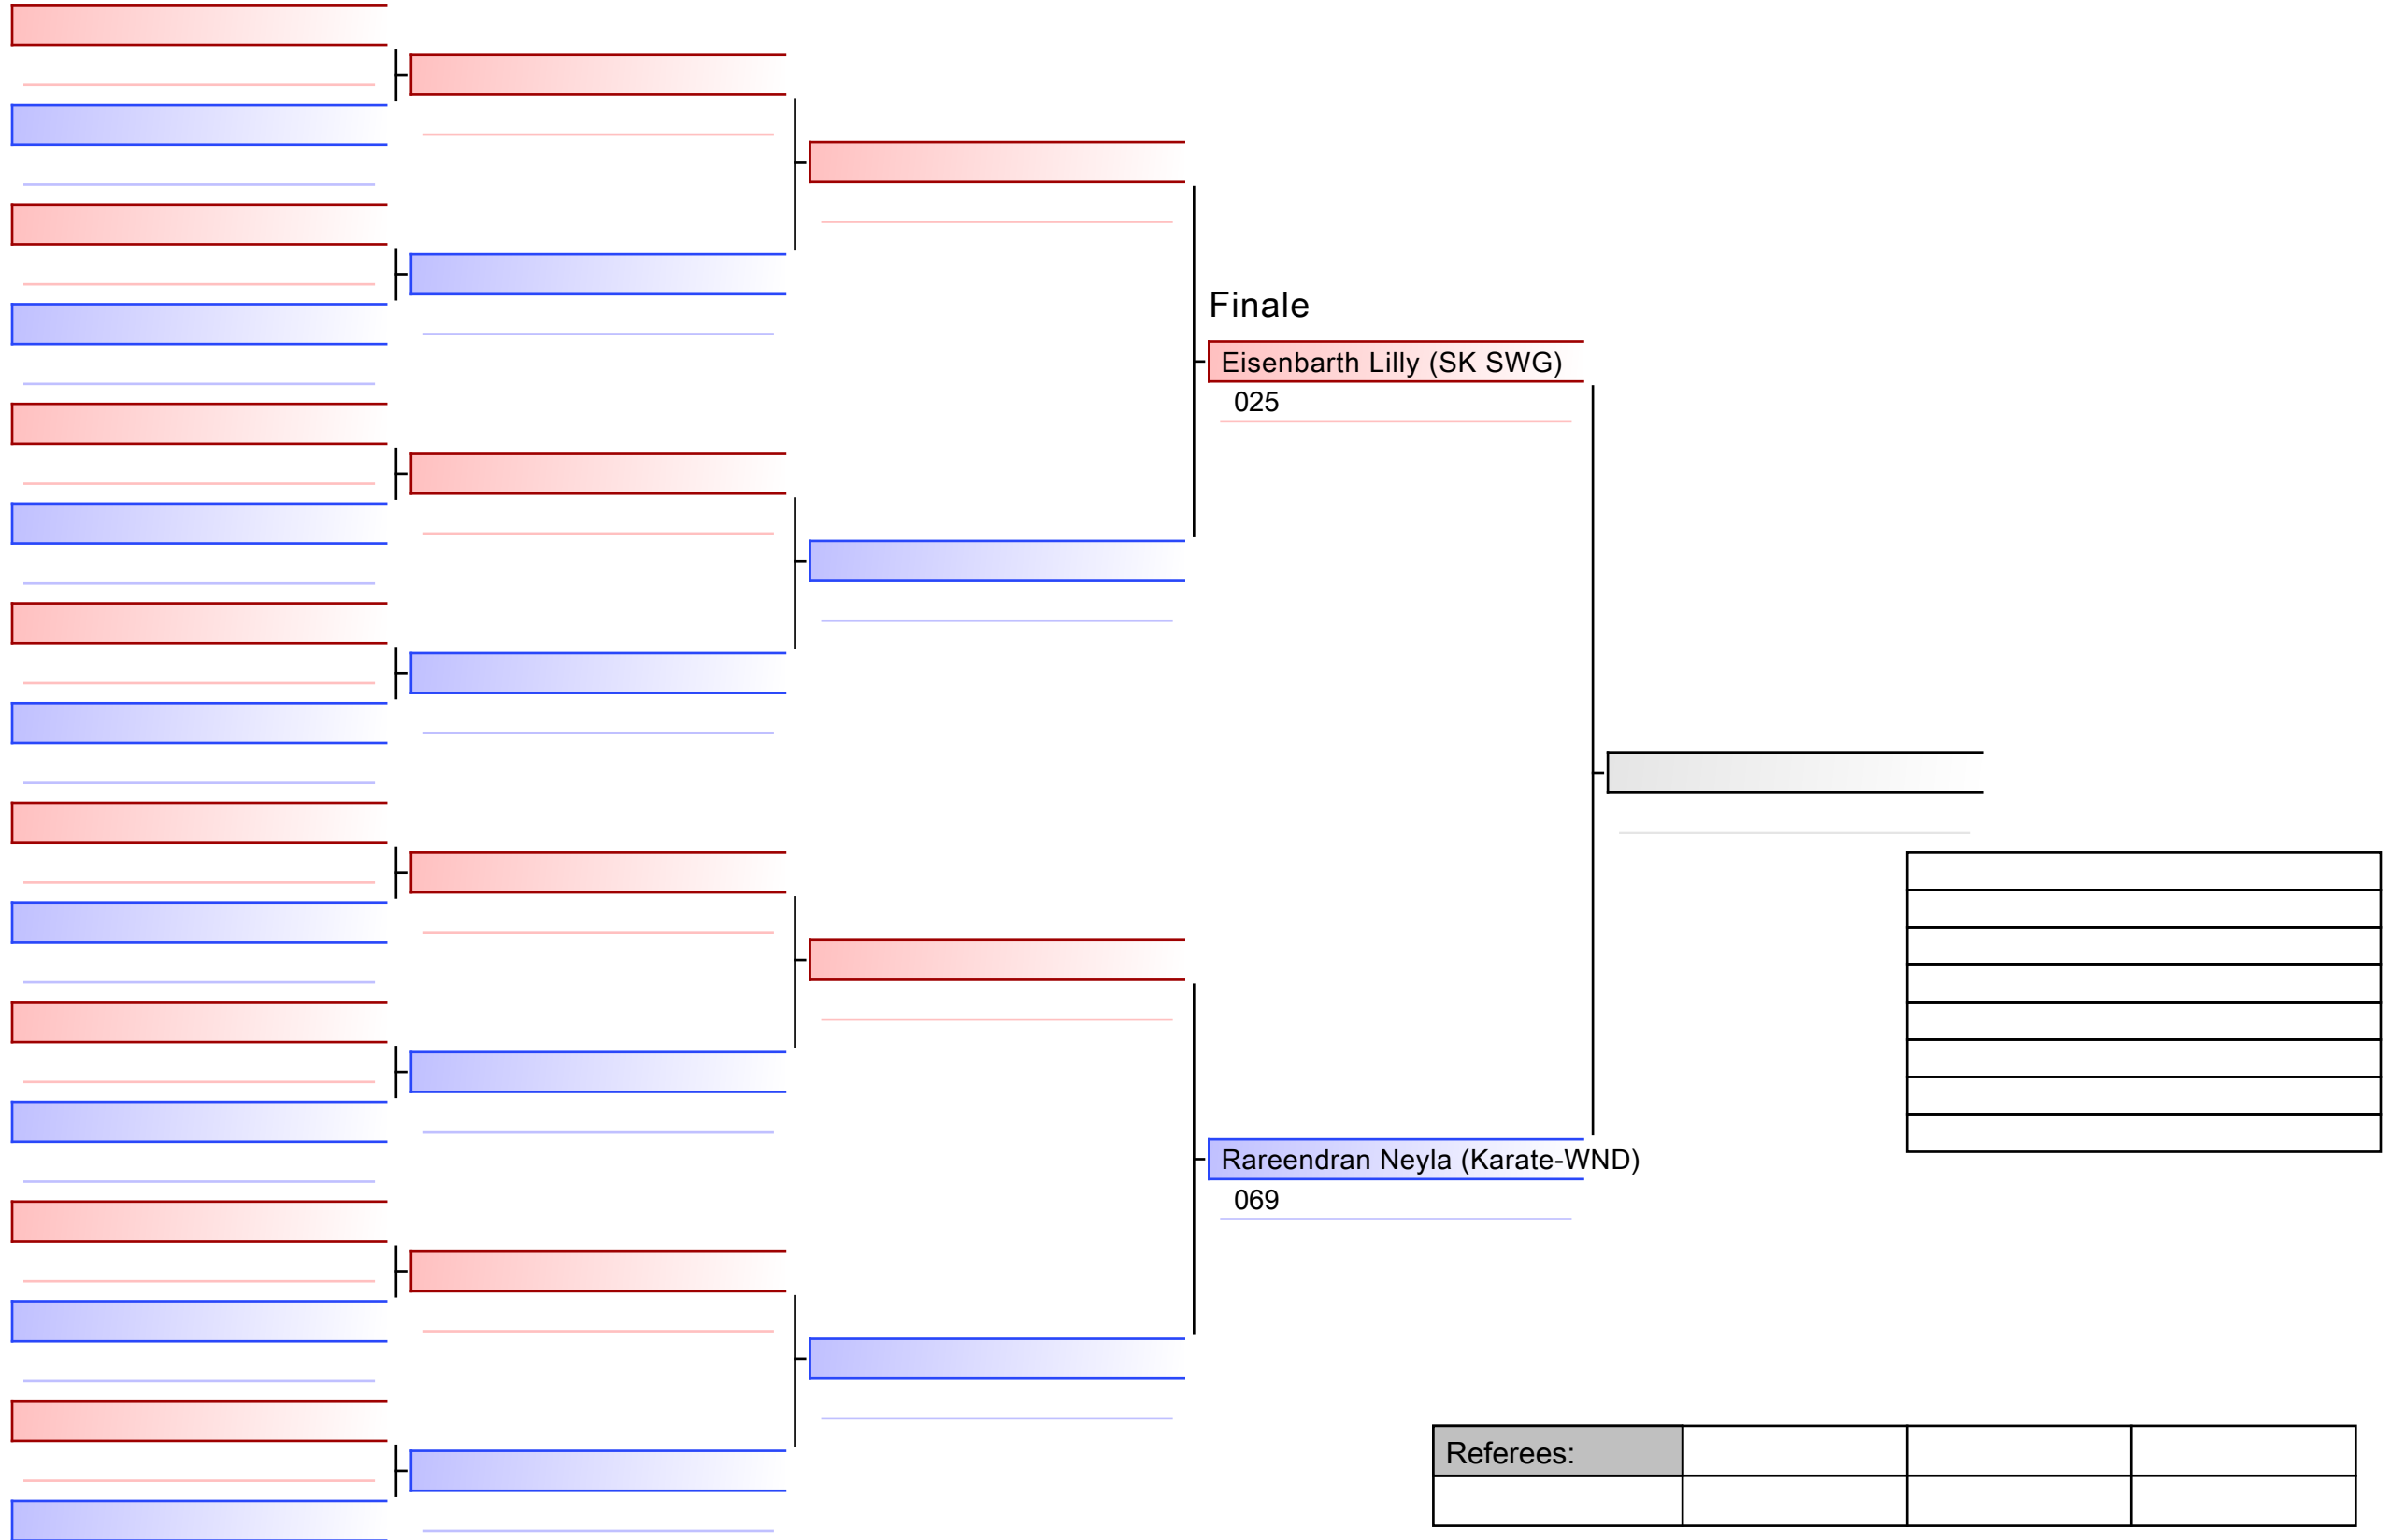 Finale
Eisenbarth Lilly (SK SWG)
025
Rareendran Neyla (Karate-WND)
069
Referees: